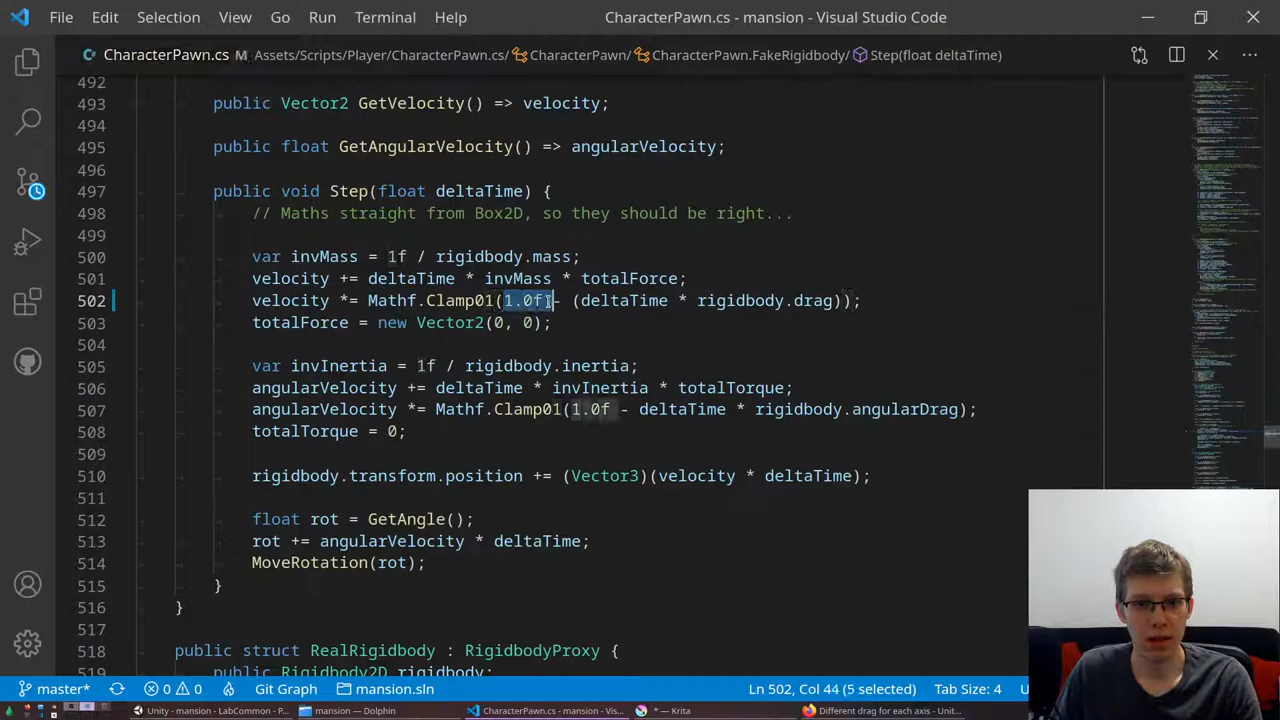 File Edit Selection View Go Run Terminal Help CharacterPawn.cs - mansion - Visual Studio Code
CharacterPawn.cs M Assets/Scripts/Player/CharacterPawn.cs/ CharacterPawn/ CharacterPawn.FakeRigidbody/ Step(float deltaTime)
492
493 public Vector2 GetVelocity() => velocity;
494
495 public float GetAngularVelocity() => angularVelocity;
496
497 public void Step(float deltaTime) {
498 // Maths straight from Box2D, so they should be right...
499
500 var invMass = 1f / rigidbody.mass;
501 velocity += deltaTime * invMass * totalForce;
502 velocity *= Mathf.Clamp01(1.0f - (deltaTime * rigidbody.drag));
503 totalForce = new Vector2(0, 0);
504
505 var invInertia = 1f / rigidbody.inertia;
506 angularVelocity += deltaTime * invInertia * totalTorque;
507 angularVelocity *= Mathf.Clamp01(1.0f - deltaTime * rigidbody.angularDrag);
508 totalTorque = 0;
509
510 rigidbody.transform.position += (Vector3)(velocity * deltaTime);
511
512 float rot = GetAngle();
513 rot += angularVelocity * deltaTime;
514 MoveRotation(rot);
515 }
516 }
517
518 public struct RealRigidbody : RigidbodyProxy {
519 public Rigidbody2D rigidbody;
master* 0 0 Git Graph mansion.sln Ln 502, Col 44 (5 selected) Tab Size: 4 U
Unity - mansion - LabCommon - P... mansion — Dolphin CharacterPawn.cs - mansion - Vis... * — Krita Different drag for each axis - Unit...